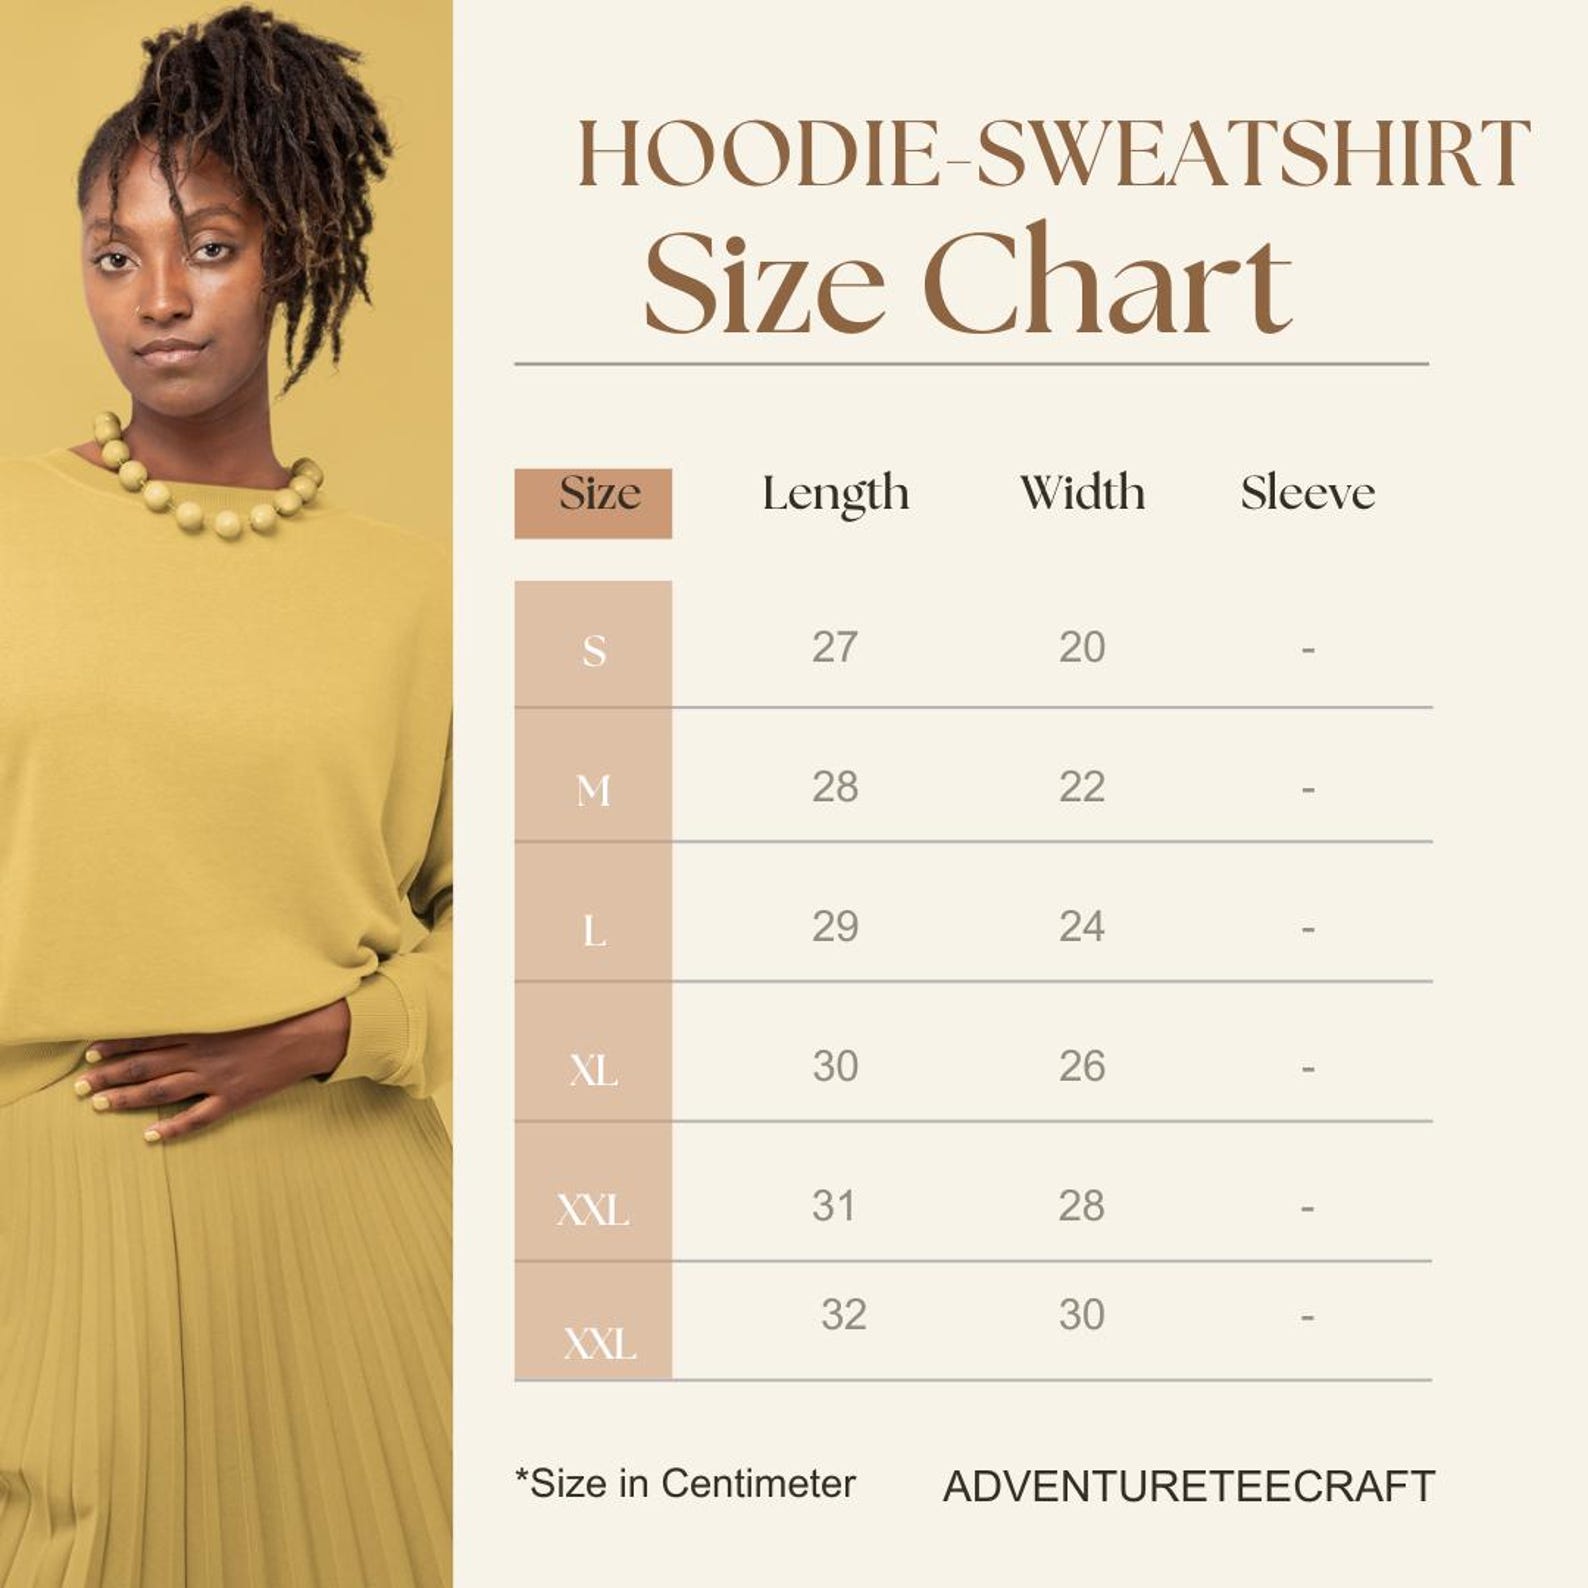 HOODIE-SWEATSHIRT
Size Chart
Size Length Width Sleeve
S 27 20 -
M 28 22 -
L 29 24 -
XL 30 26 -
XXL 31 28 -
XXL 32 30 -
*Size in Centimeter ADVENTURETEECRAFT